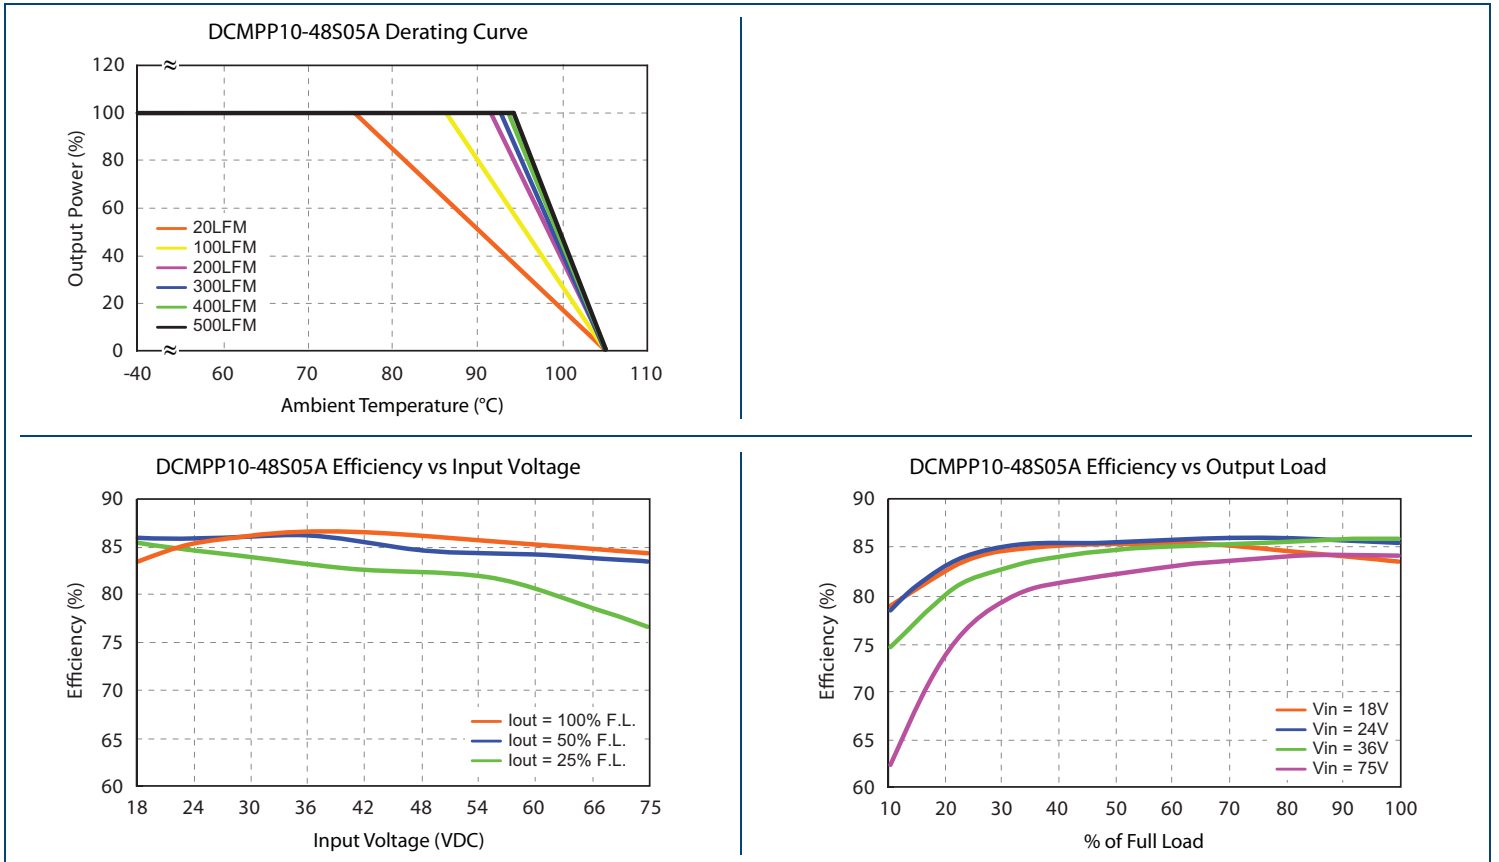 DCMPP10-48S05A Derating Curve
120
100
80
60
40
20
0
Output Power (%)
20LFM
100LFM
200LFM
300LFM
400LFM
500LFM
-40 60 70 80 90 100 110
Ambient Temperature (°C)
DCMPP10-48S05A Efficiency vs Input Voltage
90
85
80
75
70
65
60
Efficiency (%)
Iout = 100% F.L.
Iout = 50% F.L.
Iout = 25% F.L.
18 24 30 36 42 48 54 60 66 75
Input Voltage (VDC)
DCMPP10-48S05A Efficiency vs Output Load
90
85
80
75
70
65
60
Efficiency (%)
Vin = 18V
Vin = 24V
Vin = 36V
Vin = 75V
10 20 30 40 50 60 70 80 90 100
% of Full Load